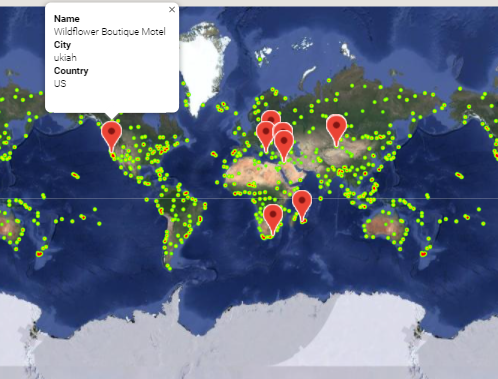 Name
Wildflower Boutique Motel
City
ukiah
Country
US